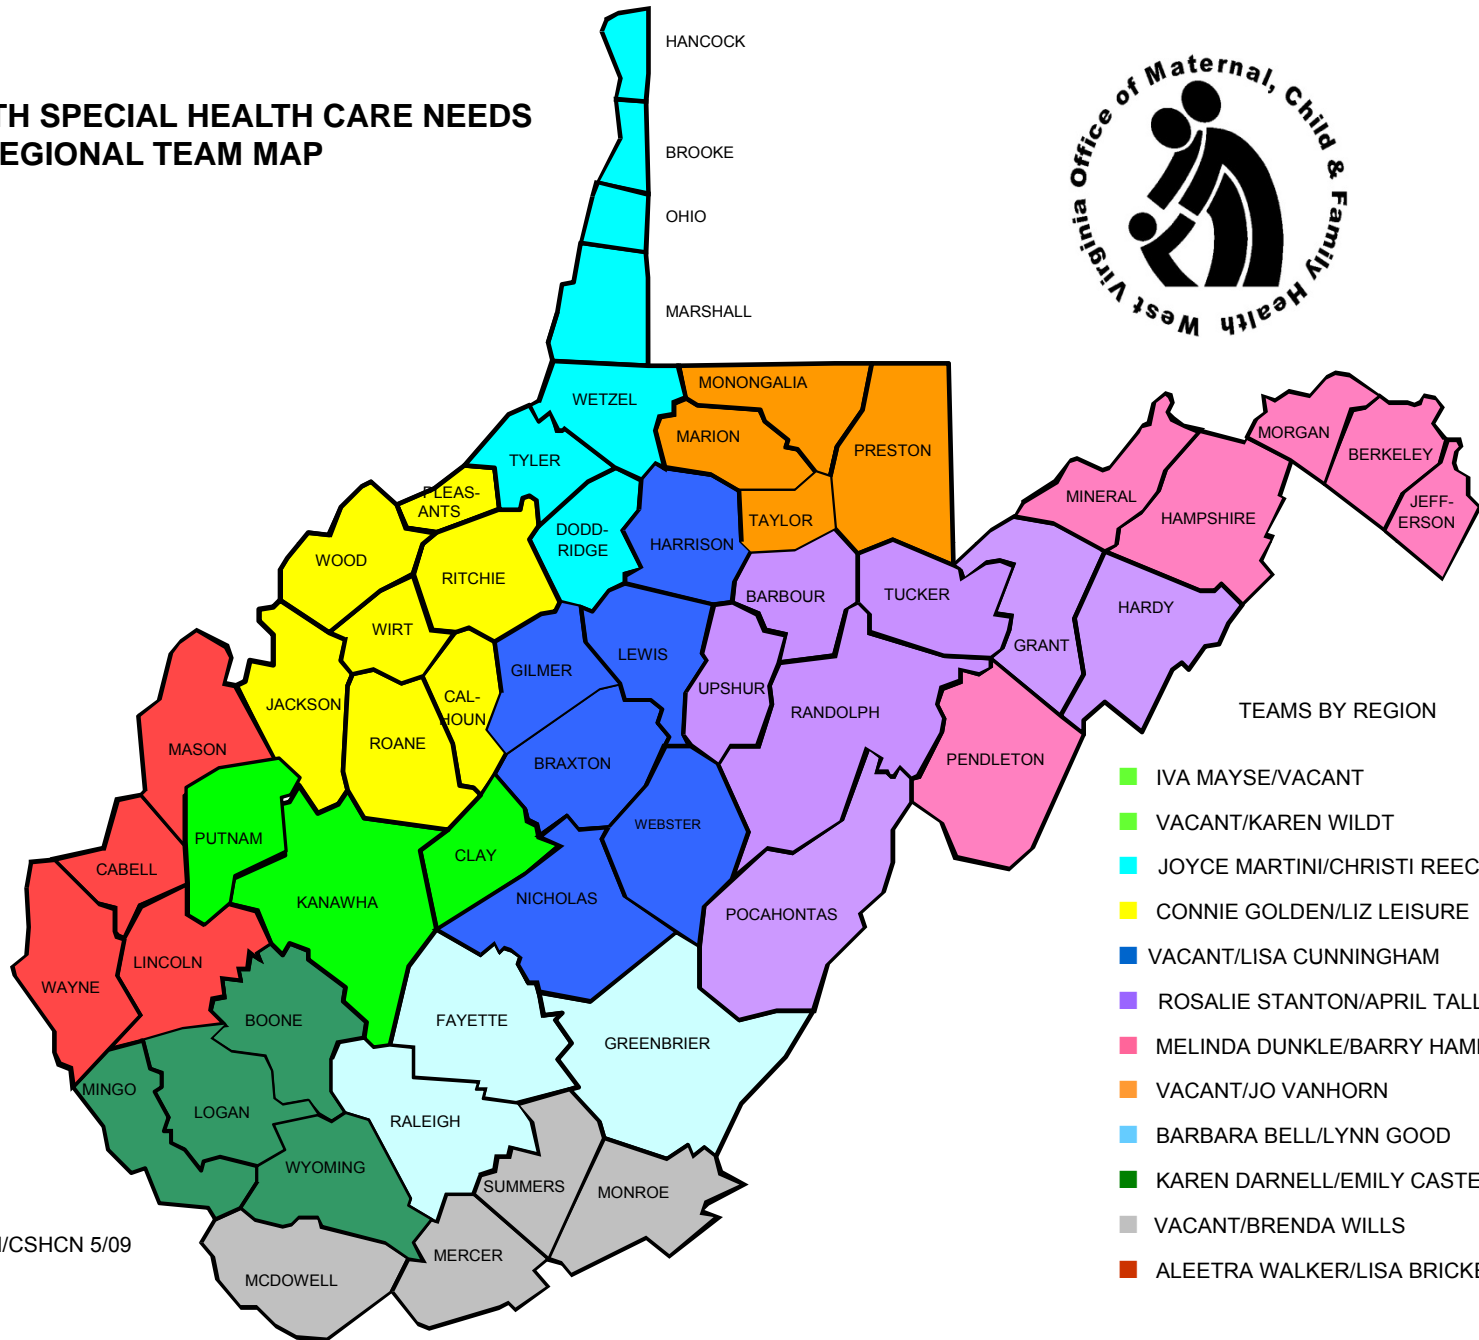 TH SPECIAL HEALTH CARE NEEDS
EGIONAL TEAM MAP
West Virginia Office of Maternal, Child & Family Health
HANCOCK
BROOKE
OHIO
MARSHALL
WETZEL
MONONGALIA
MARION
PRESTON
TYLER
PLEAS-
ANTS
DODD-
RIDGE
HARRISON
TAYLOR
WOOD
RITCHIE
WIRT
BARBOUR
TUCKER
MORGAN
BERKELEY
JEFF-
ERSON
MINERAL
HAMPSHIRE
HARDY
GRANT
GILMER
LEWIS
UPSHUR
RANDOLPH
PENDLETON
JACKSON
CAL-
HOUN
ROANE
MASON
BRAXTON
WEBSTER
PUTNAM
CLAY
CABELL
KANAWHA
NICHOLAS
POCAHONTAS
WAYNE
LINCOLN
BOONE
FAYETTE
GREENBRIER
MINGO
LOGAN
RALEIGH
WYOMING
SUMMERS
MONROE
MERCER
MCDOWELL
TEAMS BY REGION
IVA MAYSE/VACANT
VACANT/KAREN WILDT
JOYCE MARTINI/CHRISTI REEC
CONNIE GOLDEN/LIZ LEISURE
VACANT/LISA CUNNINGHAM
ROSALIE STANTON/APRIL TALL
MELINDA DUNKLE/BARRY HAM
VACANT/JO VANHORN
BARBARA BELL/LYNN GOOD
KAREN DARNELL/EMILY CASTE
VACANT/BRENDA WILLS
ALEETRA WALKER/LISA BRICKE
/CSHCN 5/09